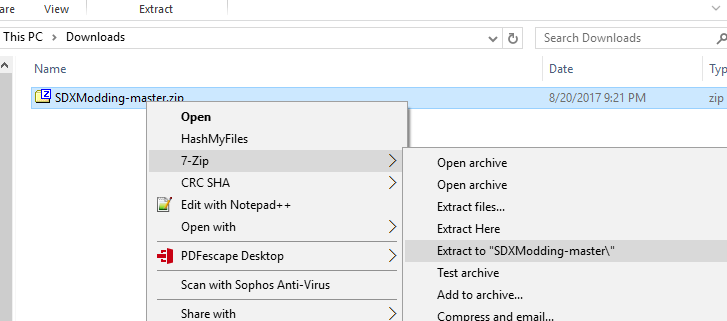 are View Extract
This PC > Downloads Search Downloads
Name Date Typ
SDXModding-master.zip 8/20/2017 9:21 PM zip
Open
HashMyFiles
7-Zip
Open archive
CRC SHA
Open archive
Edit with Notepad++
Extract files...
Open with
Extract Here
PDFescape Desktop
Extract to "SDXModding-master\"
Scan with Sophos Anti-Virus
Test archive
Add to archive...
Share with
Compress and email...